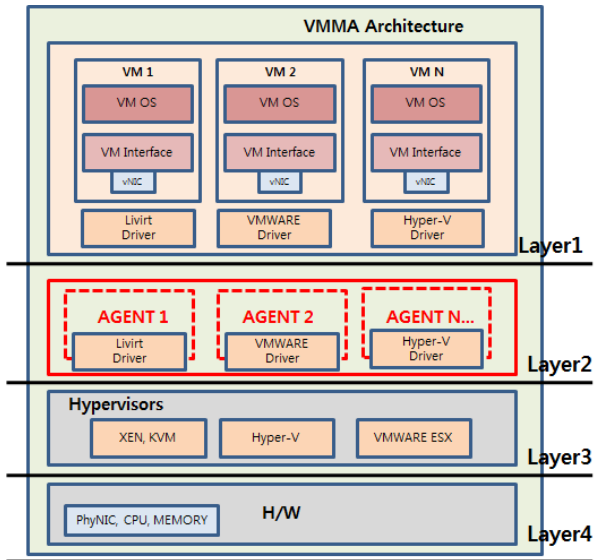 VMMA Architecture
VM 1
VM 2
VM N
VM OS
VM OS
VM OS
VM Interface
VM Interface
VM Interface
vNIC
vNIC
vNIC
Livirt
Driver
VMWARE
Driver
Hyper-V
Driver
Layer1
AGENT 1
AGENT 2
AGENT N...
Livirt
Driver
VMWARE
Driver
Hyper-V
Driver
Layer2
Hypervisors
XEN, KVM
Hyper-V
VMWARE ESX
Layer3
H/W
PhyNIC, CPU, MEMORY
Layer4